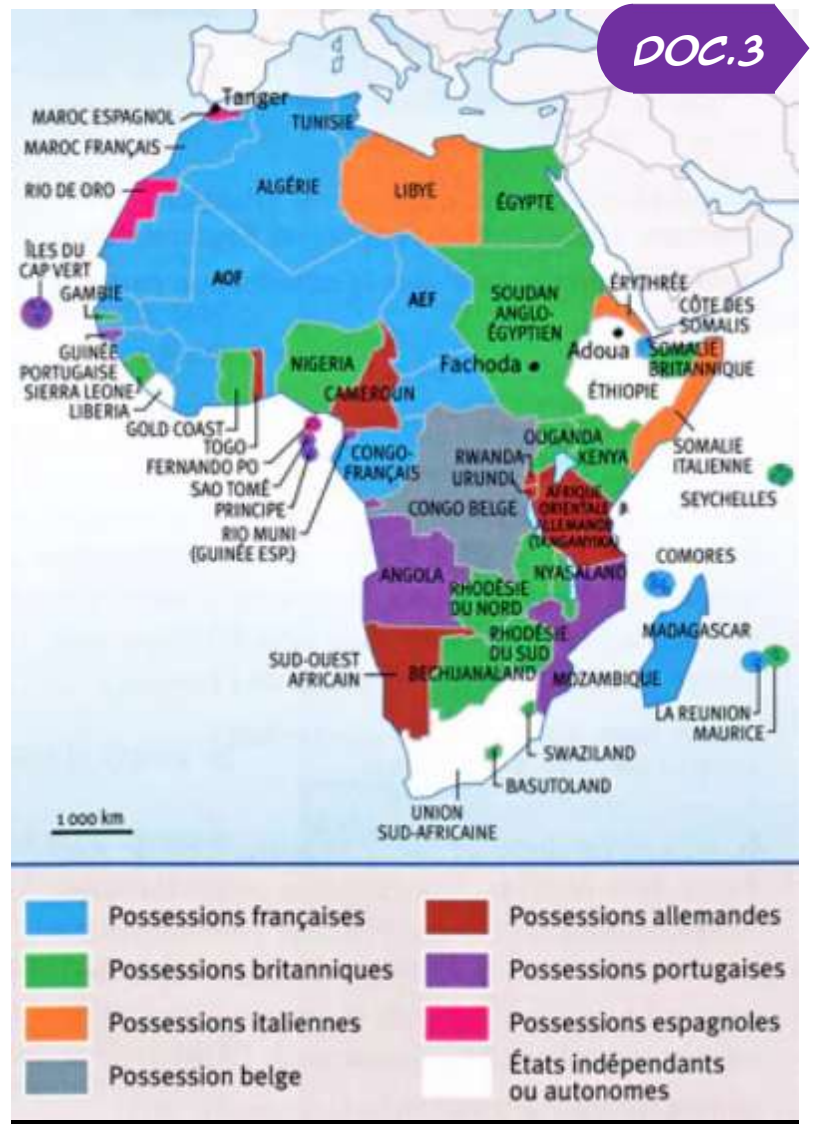 DOC.3
Tanger
MAROC ESPAGNOL
TUNISIE
MAROC FRANÇAIS
RIO DE ORO
ALGÉRIE
LIBYE
ÉGYPTE
ÎLES DU
CAP VERT
GAMBIE
AOF
AEF
SOUDAN
ANGLO-
ÉGYPTIEN
ÉRYTHRÉE
CÔTE DES
SOMALIS
Adoua
SOMALIE
BRITANNIQUE
GUINÉE
PORTUGAISE
SIERRA LEONE
LIBERIA
NIGERIA
CAMEROUN
Fachoda
ÉTHIOPIE
GOLD COAST
TOGO
FERNANDO PO
SAO TOMÉ
PRINCIPE
RIO MUNI
(GUINÉE ESP.)
CONGO-
FRANÇAIS
OUGANDA
KENYA
RWANDA
URUNDI
SOMALIE
ITALIENNE
SEYCHELLES
CONGO BELGE
AFRIQUE
ORIENTALE
ALLEMANDE
(TANGANYIKA)
COMORES
ANGOLA
NYASALAND
RHODÉSIE
DU NORD
MADAGASCAR
RHODÉSIE
DU SUD
SUD-OUEST
AFRICAIN
BECHUANALAND
MOZAMBIQUE
LA REUNION
MAURICE
SWAZILAND
BASUTOLAND
UNION
SUD-AFRICAINE
1 000 km
Possessions françaises
Possessions britanniques
Possessions italiennes
Possession belge
Possessions allemandes
Possessions portugaises
Possessions espagnoles
États indépendants
ou autonomes